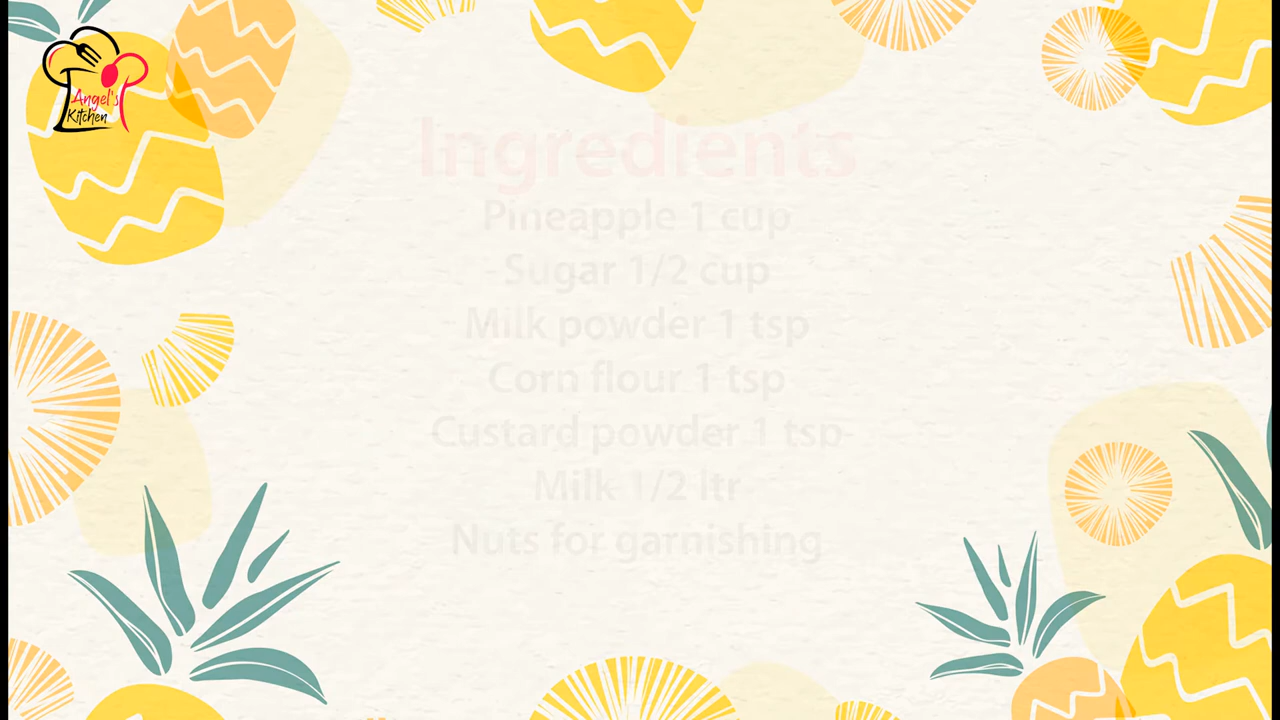 Angel's
Kitchen
Ingredients
Pineapple 1 cup
Sugar 1/2 cup
Milk powder 1 tsp
Corn flour 1 tsp
Custard powder 1 tsp
Milk 1/2 ltr
Nuts for garnishing